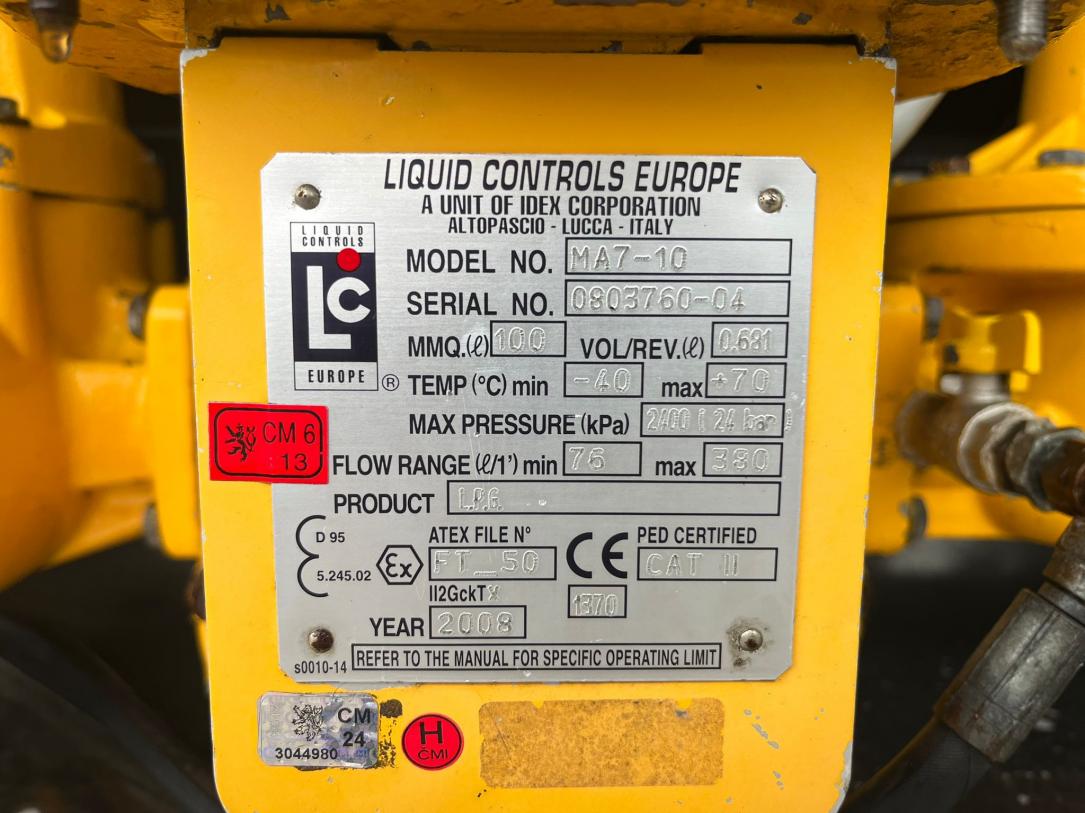 LIQUID CONTROLS EUROPE
A UNIT OF IDEX CORPORATION
ALTOPASCIO - LUCCA - ITALY
LIQUID
CONTROLS
LC
EUROPE
®
MODEL NO. MA7-10
SERIAL NO. 0803760-04
MMQ.(ℓ) 100 VOL/REV.(ℓ) 0.681
TEMP (°C) min -40 max +70
MAX PRESSURE (kPa) 2400 ( 24 bar )
FLOW RANGE (ℓ/1') min 76 max 380
PRODUCT L.P.G.
CM 6
13
D 95
5.245.02
Ex
ATEX FILE N° CE PED CERTIFIED
FT_50 CAT II
II2GckTX 1370
YEAR 2008
s0010-14 REFER TO THE MANUAL FOR SPECIFIC OPERATING LIMIT
CM
24
3044980
H
ČMI